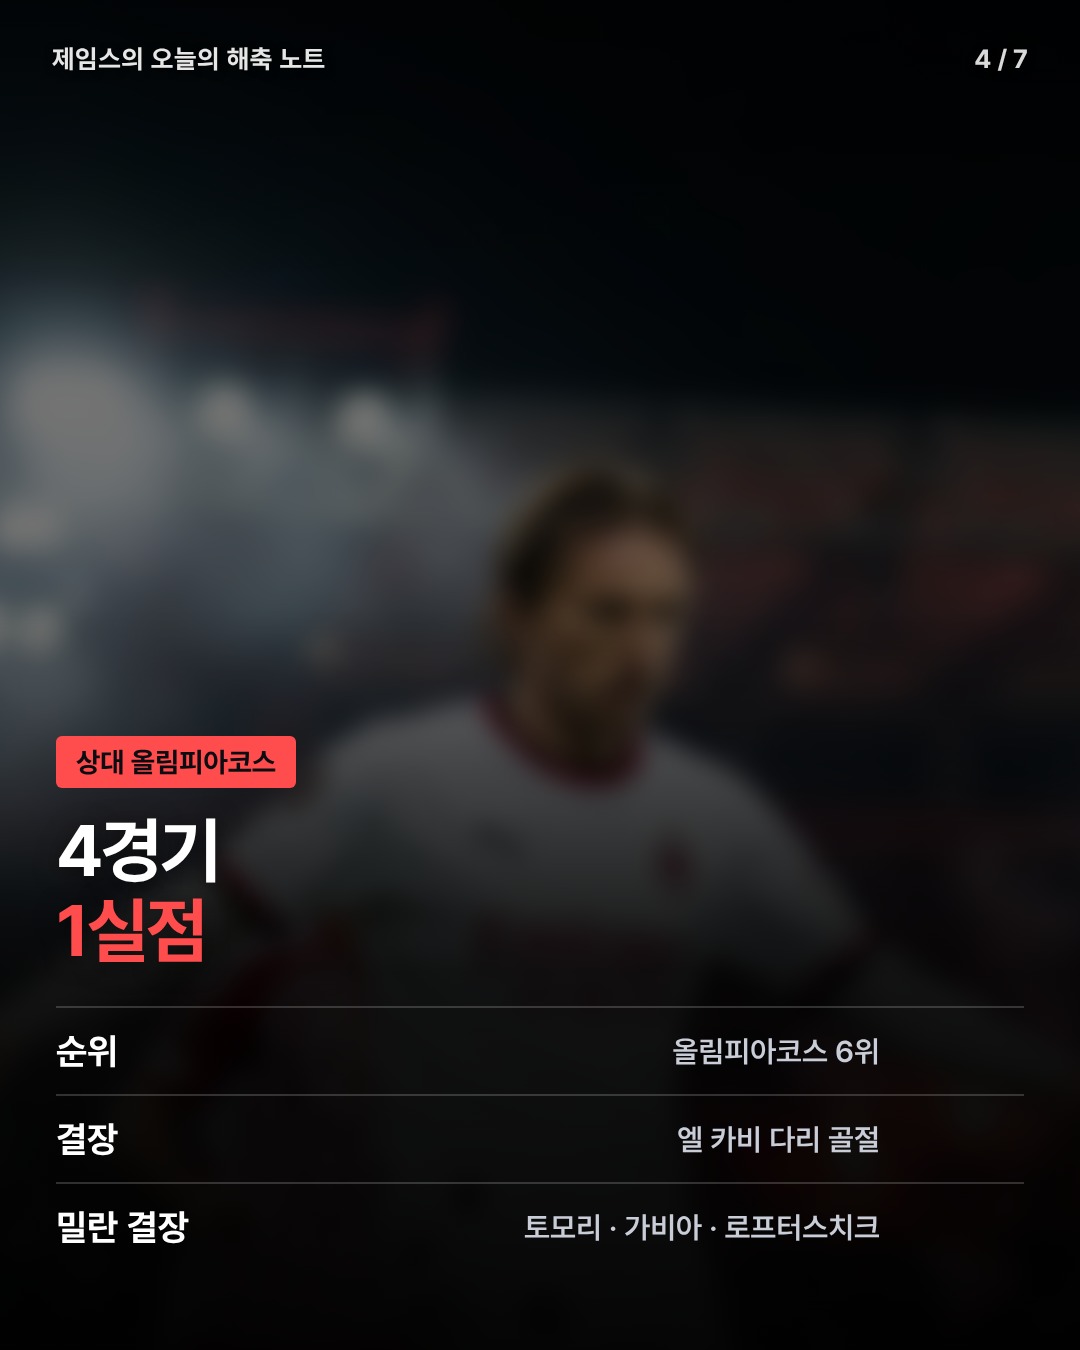 제임스의 오늘의 해축 노트
4 / 7
상대 올림피아코스
4경기
1실점
순위 올림피아코스 6위
결장 엘 카비 다리 골절
밀란 결장 토모리 · 가비아 · 로프터스치크